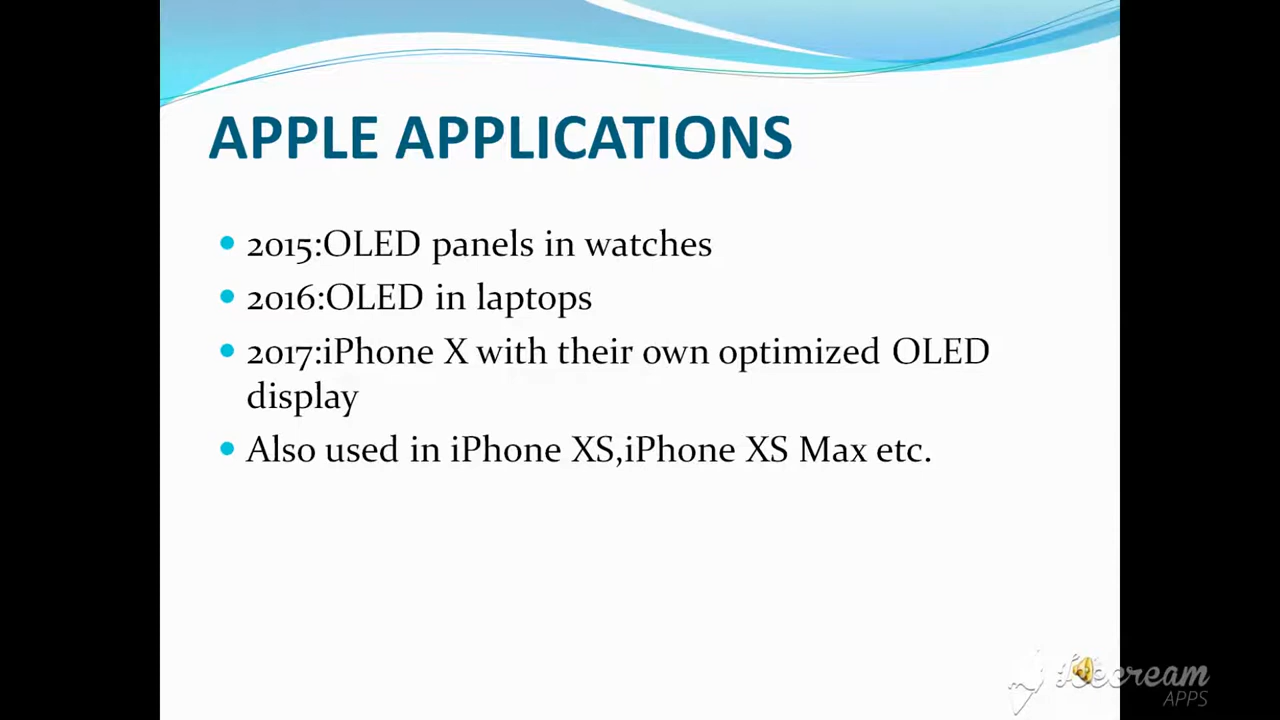 APPLE APPLICATIONS
2015:OLED panels in watches
2016:OLED in laptops
2017:iPhone X with their own optimized OLED
display
Also used in iPhone XS,iPhone XS Max etc.
Icecream
APPS